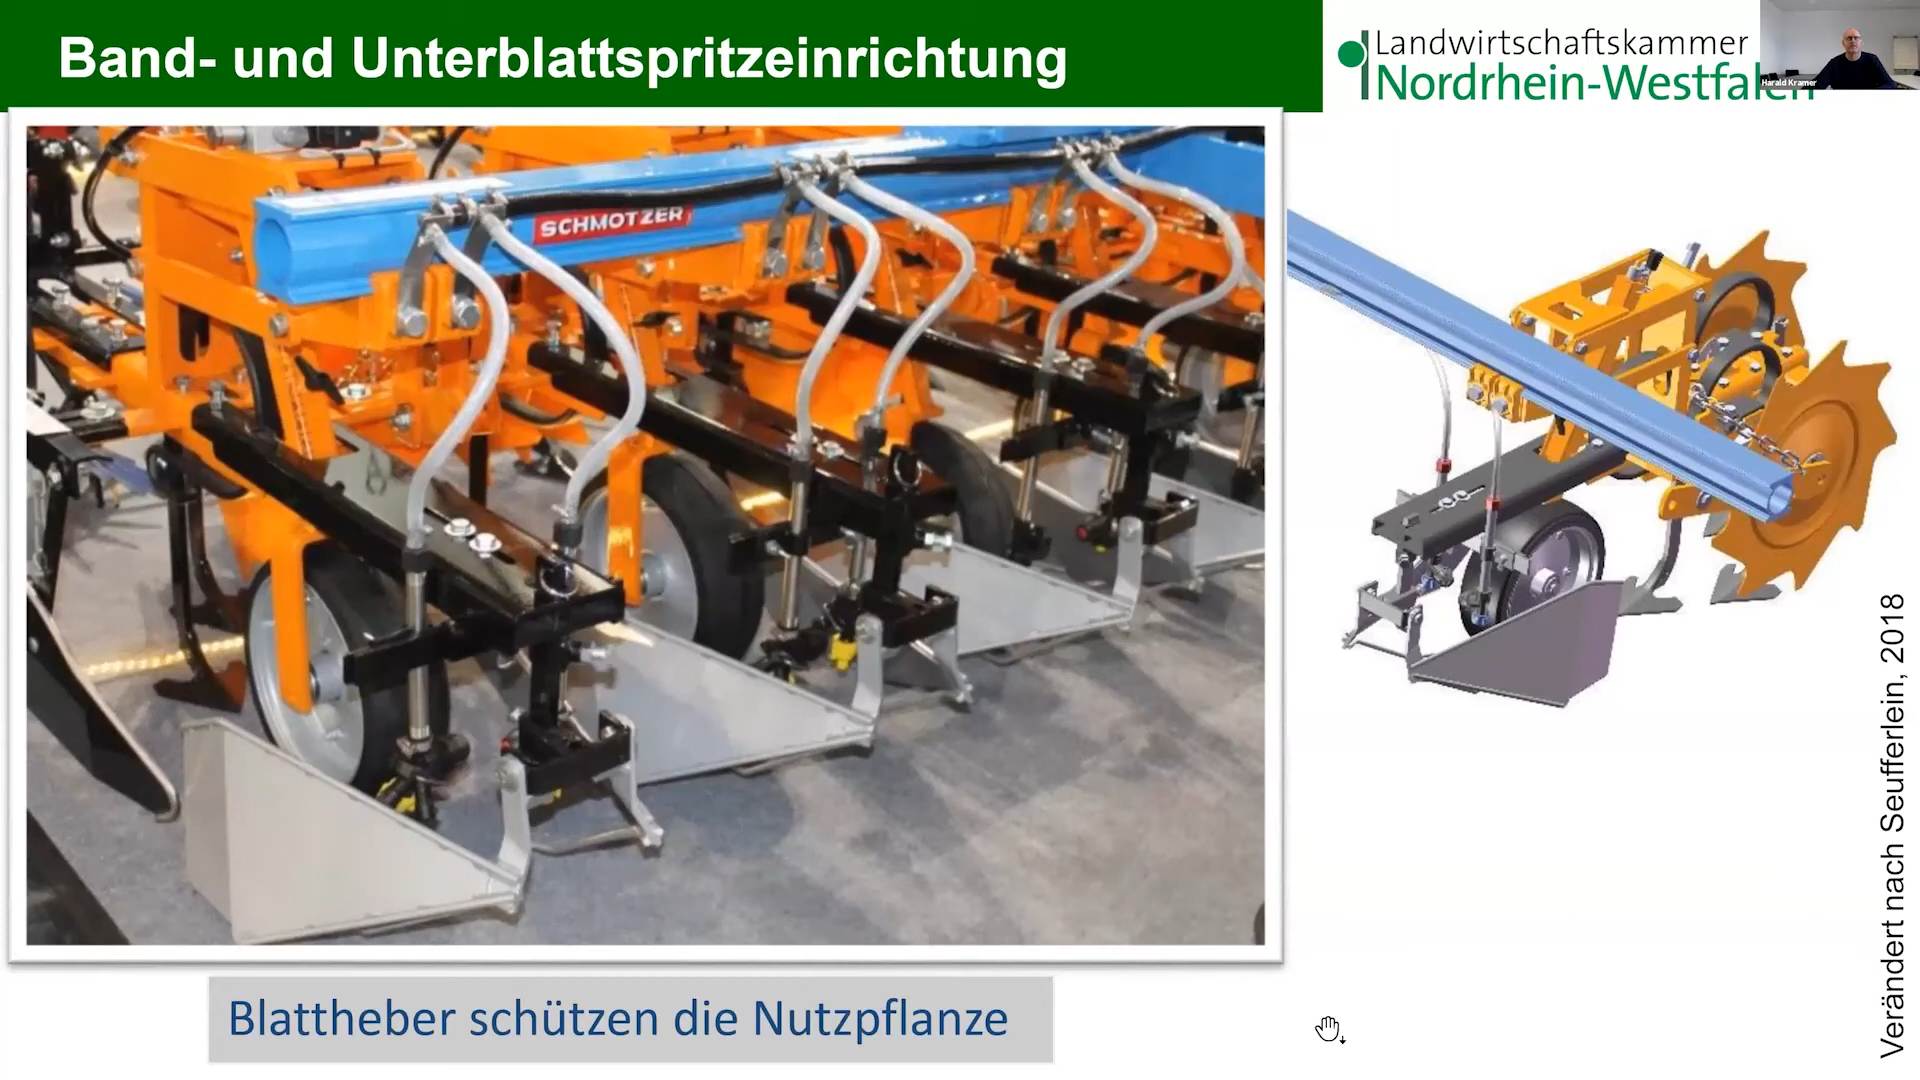 Band- und Unterblattspritzeinrichtung
Landwirtschaftskammer
Nordrhein-Westfalen
Harald Kramer
SCHMOTZER
Verändert nach Seufferlein, 2018
Blattheber schützen die Nutzpflanze